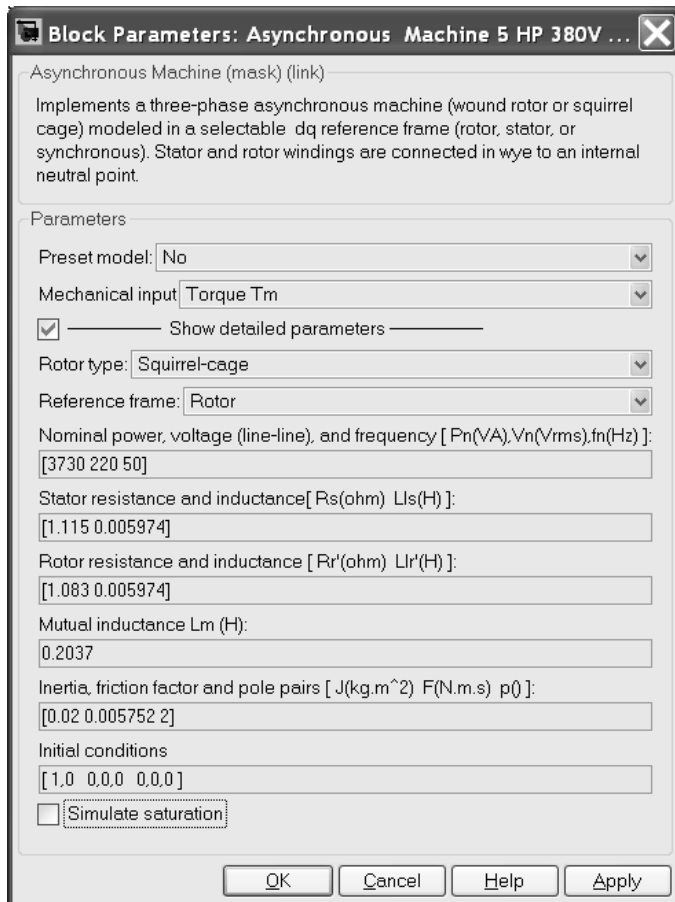 Block Parameters: Asynchronous Machine 5 HP 380V ...
Asynchronous Machine (mask) (link)
Implements a three-phase asynchronous machine (wound rotor or squirrel
cage) modeled in a selectable dq reference frame (rotor, stator, or
synchronous). Stator and rotor windings are connected in wye to an internal
neutral point.
Parameters
Preset model: No
Mechanical input Torque Tm
Show detailed parameters
Rotor type: Squirrel-cage
Reference frame: Rotor
Nominal power, voltage (line-line), and frequency [ Pn(VA),Vn(Vrms),fn(Hz) ]:
[3730 220 50]
Stator resistance and inductance[ Rs(ohm) Lls(H) ]:
[1.115 0.005974]
Rotor resistance and inductance [ Rr'(ohm) Llr'(H) ]:
[1.083 0.005974]
Mutual inductance Lm (H):
0.2037
Inertia, friction factor and pole pairs [ J(kg.m^2) F(N.m.s) p() ]:
[0.02 0.005752 2]
Initial conditions
[ 1,0 0,0,0 0,0,0 ]
Simulate saturation
OK Cancel Help Apply